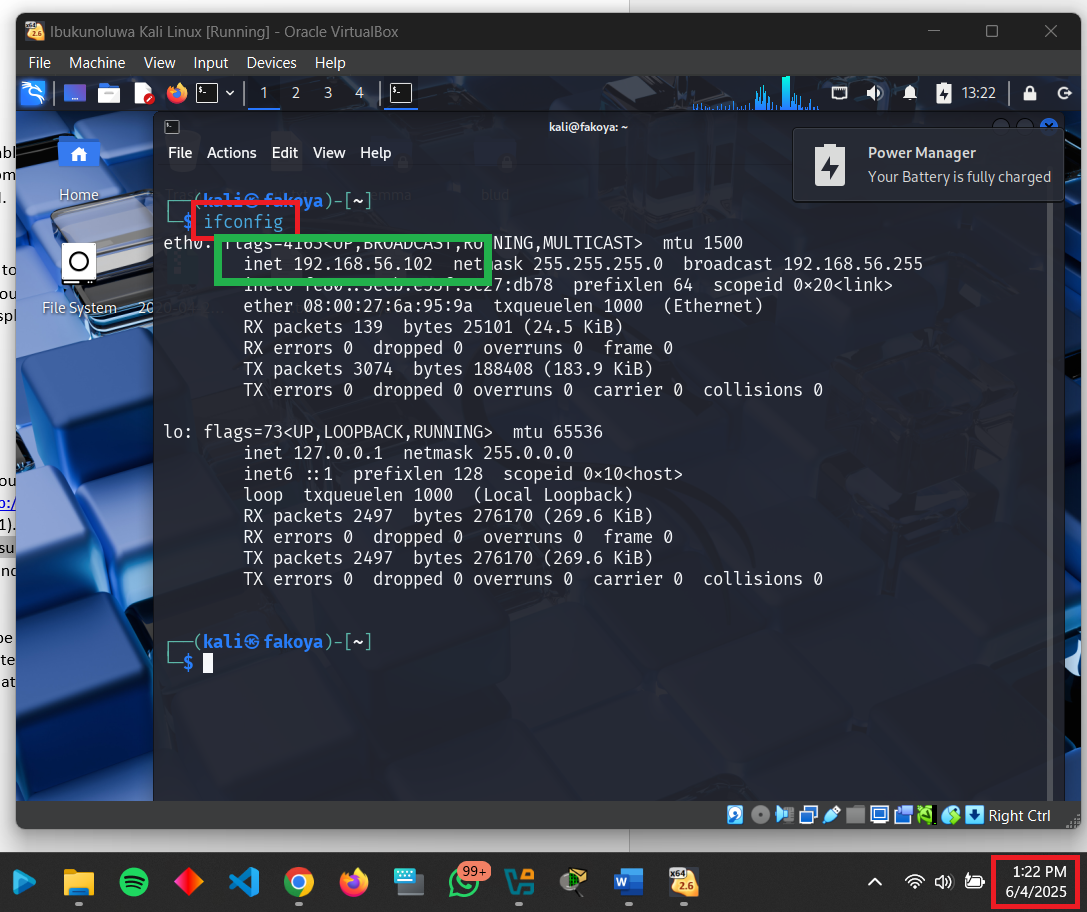 Ibukunoluwa Kali Linux [Running] - Oracle VirtualBox
File Machine View Input Devices Help
1 2 3 4 13:22
kali@fakoya: ~
File Actions Edit View Help
Power Manager
Your Battery is fully charged
Home
File System
┌──(kali㉿fakoya)-[~]
└─$ ifconfig
eth0: flags=4163<UP,BROADCAST,RUNNING,MULTICAST> mtu 1500
inet 192.168.56.102 netmask 255.255.255.0 broadcast 192.168.56.255
prefixlen 64 scopeid 0×20<link>
ether 08:00:27:6a:95:9a txqueuelen 1000 (Ethernet)
RX packets 139 bytes 25101 (24.5 KiB)
RX errors 0 dropped 0 overruns 0 frame 0
TX packets 3074 bytes 188408 (183.9 KiB)
TX errors 0 dropped 0 overruns 0 carrier 0 collisions 0
lo: flags=73<UP,LOOPBACK,RUNNING> mtu 65536
inet 127.0.0.1 netmask 255.0.0.0
inet6 ::1 prefixlen 128 scopeid 0×10<host>
loop txqueuelen 1000 (Local Loopback)
RX packets 2497 bytes 276170 (269.6 KiB)
RX errors 0 dropped 0 overruns 0 frame 0
TX packets 2497 bytes 276170 (269.6 KiB)
TX errors 0 dropped 0 overruns 0 carrier 0 collisions 0
┌──(kali㉿fakoya)-[~]
└─$
Right Ctrl
99+
x64
2.6
1:22 PM
6/4/2025